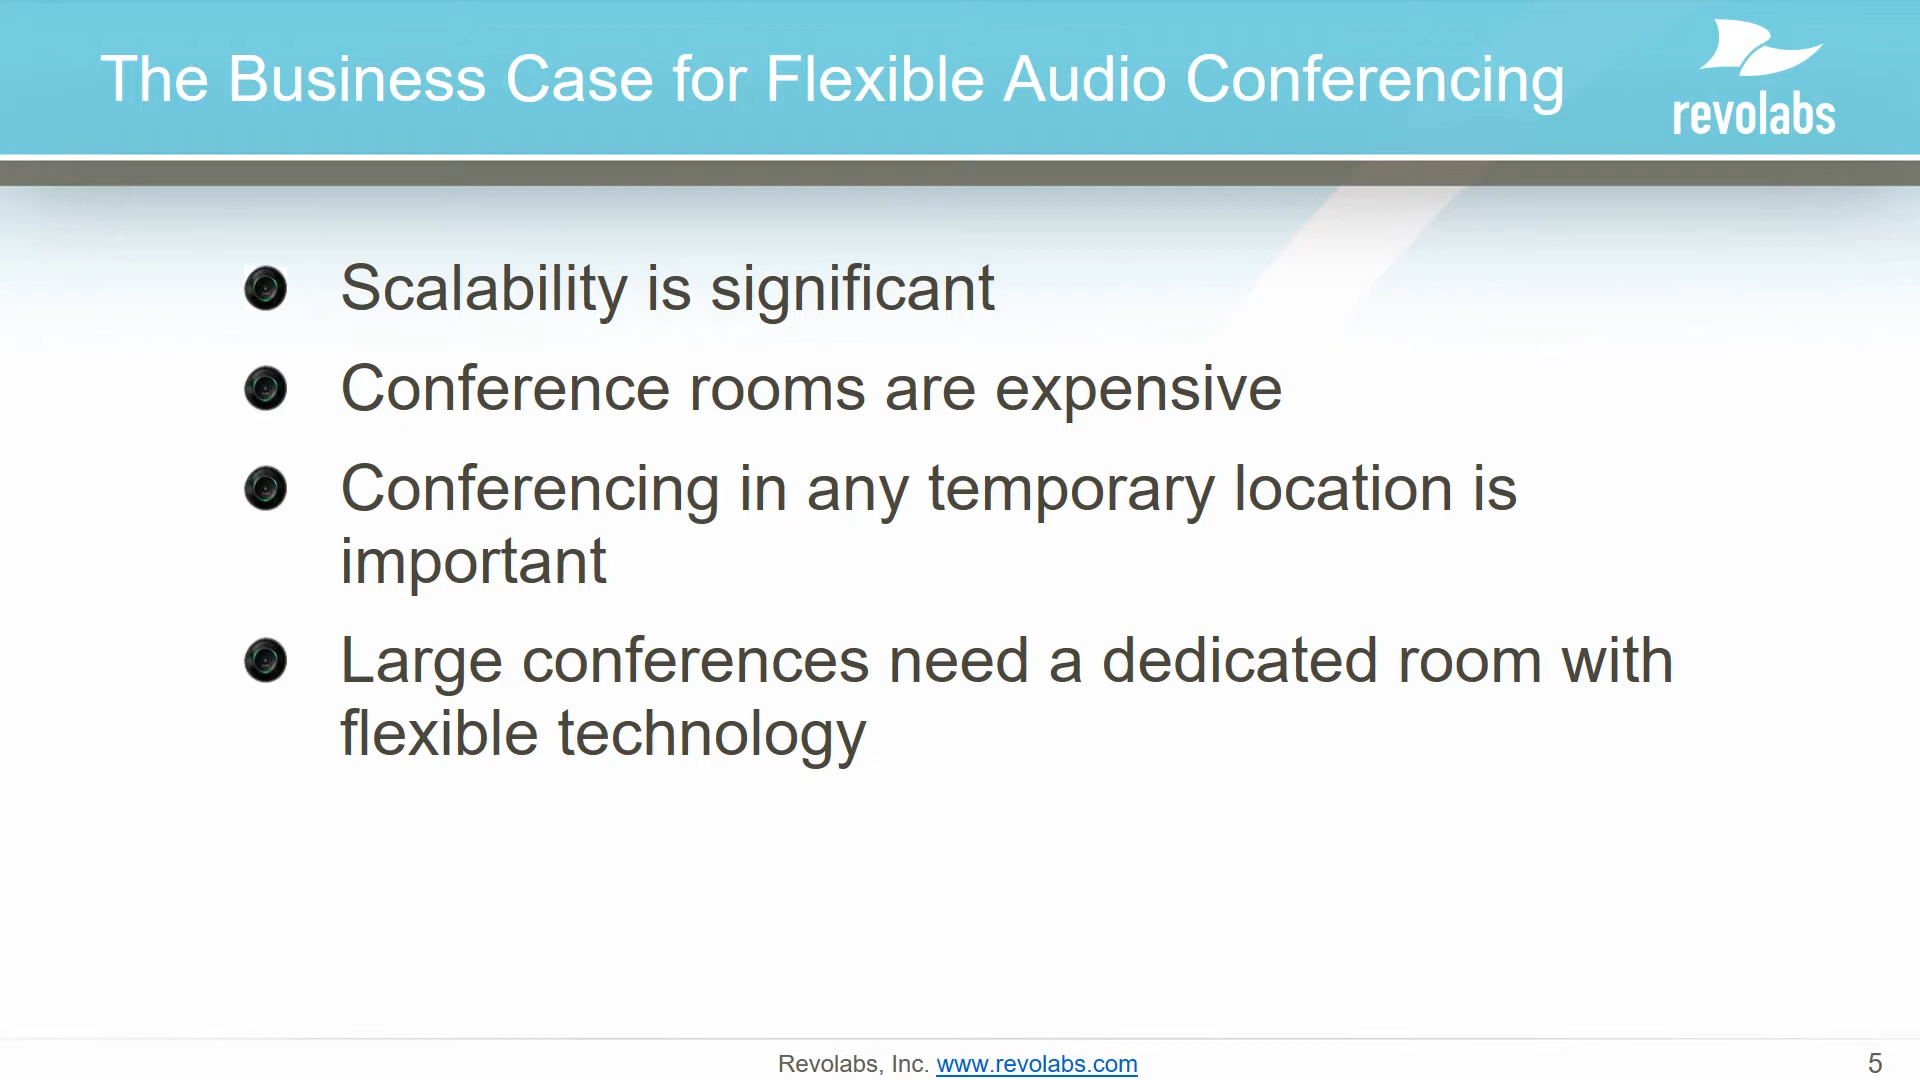 The Business Case for Flexible Audio Conferencing
revolabs
Scalability is significant
Conference rooms are expensive
Conferencing in any temporary location is
important
Large conferences need a dedicated room with
flexible technology
Revolabs, Inc. www.revolabs.com
5